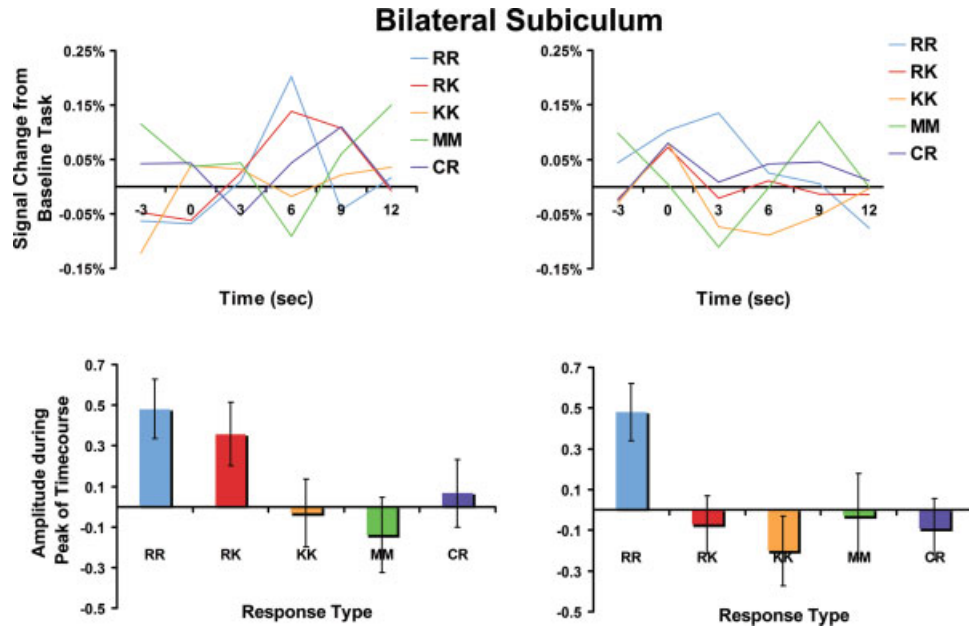 Bilateral Subiculum
Signal Change from
Baseline Task
0.25%
0.15%
0.05%
-0.05%
-0.15%
-3 0 3 6 9 12
RR
RK
KK
MM
CR
Time (sec)
0.25%
0.15%
0.05%
-0.05%
-0.15%
-3 0 3 6 9 12
RR
RK
KK
MM
CR
Time (sec)
Amplitude during
Peak of Timecourse
0.7
0.5
0.3
0.1
-0.1
-0.3
-0.5
RR RK KK MM CR
Response Type
0.7
0.5
0.3
0.1
-0.1
-0.3
-0.5
RR RK KK MM CR
Response Type